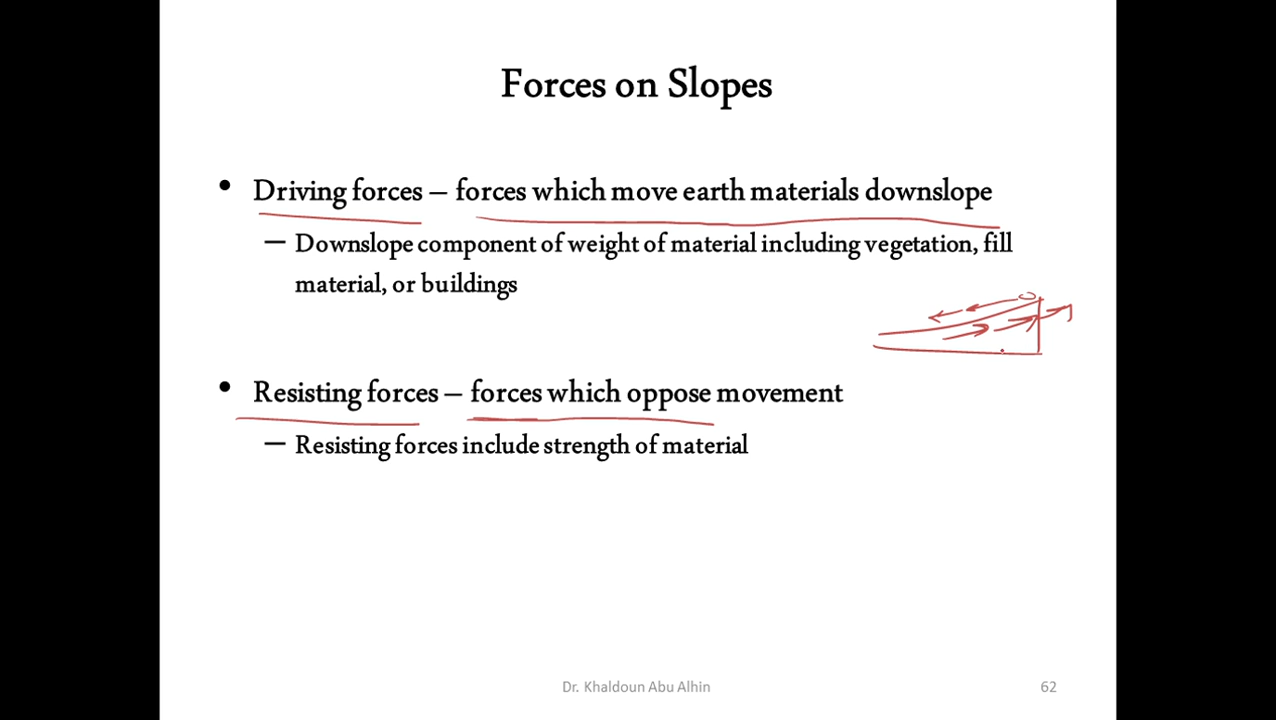 Forces on Slopes
• Driving forces – forces which move earth materials downslope
– Downslope component of weight of material including vegetation, fill
material, or buildings
• Resisting forces – forces which oppose movement
– Resisting forces include strength of material
Dr. Khaldoun Abu Alhin
62